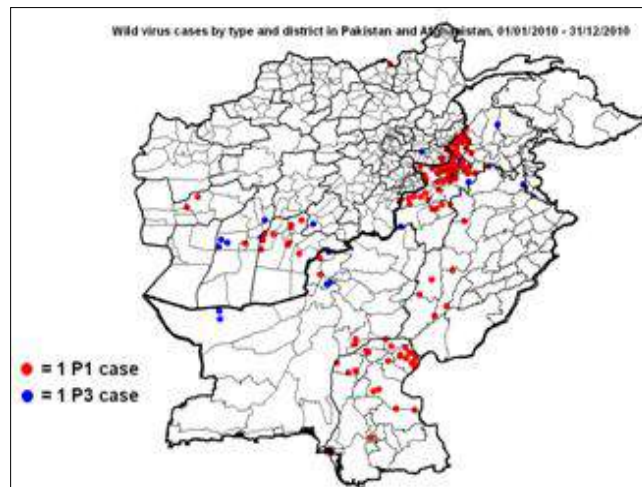 Wild virus cases by type and district in Pakistan and Afghanistan, 01/01/2010 - 31/12/2010
= 1 P1 case
= 1 P3 case